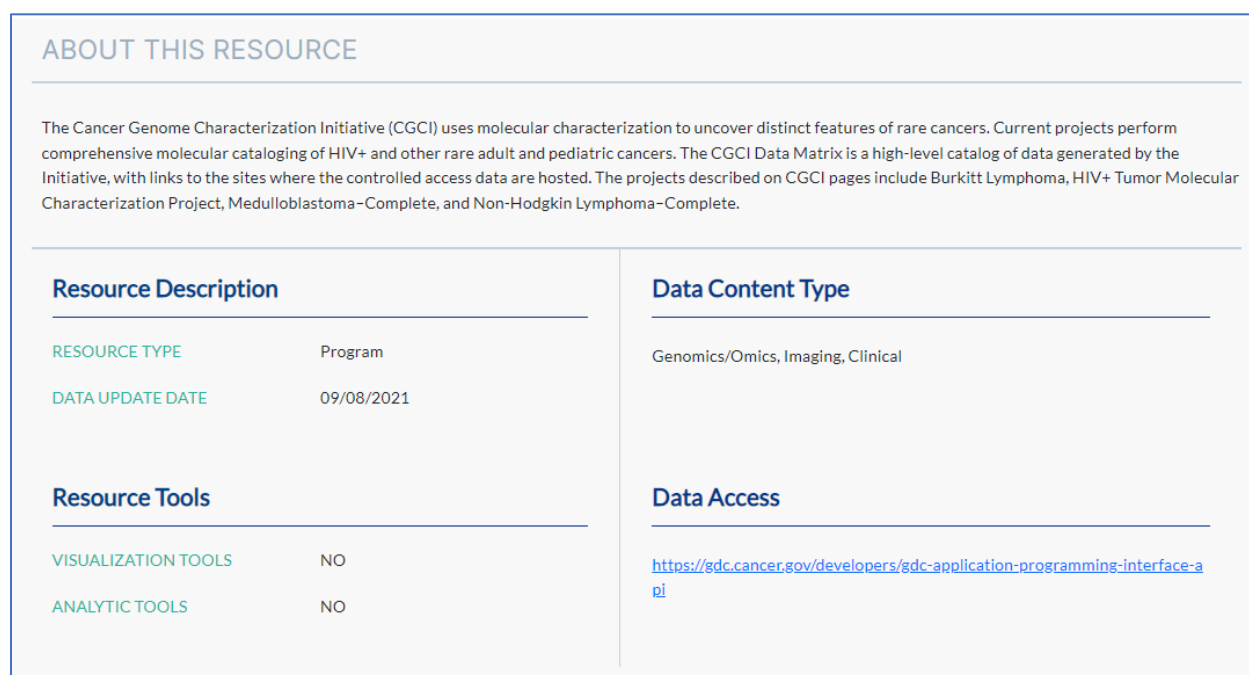 ABOUT THIS RESOURCE
The Cancer Genome Characterization Initiative (CGCI) uses molecular characterization to uncover distinct features of rare cancers. Current projects perform
comprehensive molecular cataloging of HIV+ and other rare adult and pediatric cancers. The CGCI Data Matrix is a high-level catalog of data generated by the
Initiative, with links to the sites where the controlled access data are hosted. The projects described on CGCI pages include Burkitt Lymphoma, HIV+ Tumor Molecular
Characterization Project, Medulloblastoma–Complete, and Non-Hodgkin Lymphoma–Complete.
Resource Description
RESOURCE TYPE Program
DATA UPDATE DATE 09/08/2021
Data Content Type
Genomics/Omics, Imaging, Clinical
Resource Tools
VISUALIZATION TOOLS NO
ANALYTIC TOOLS NO
Data Access
https://gdc.cancer.gov/developers/gdc-application-programming-interface-a
pi